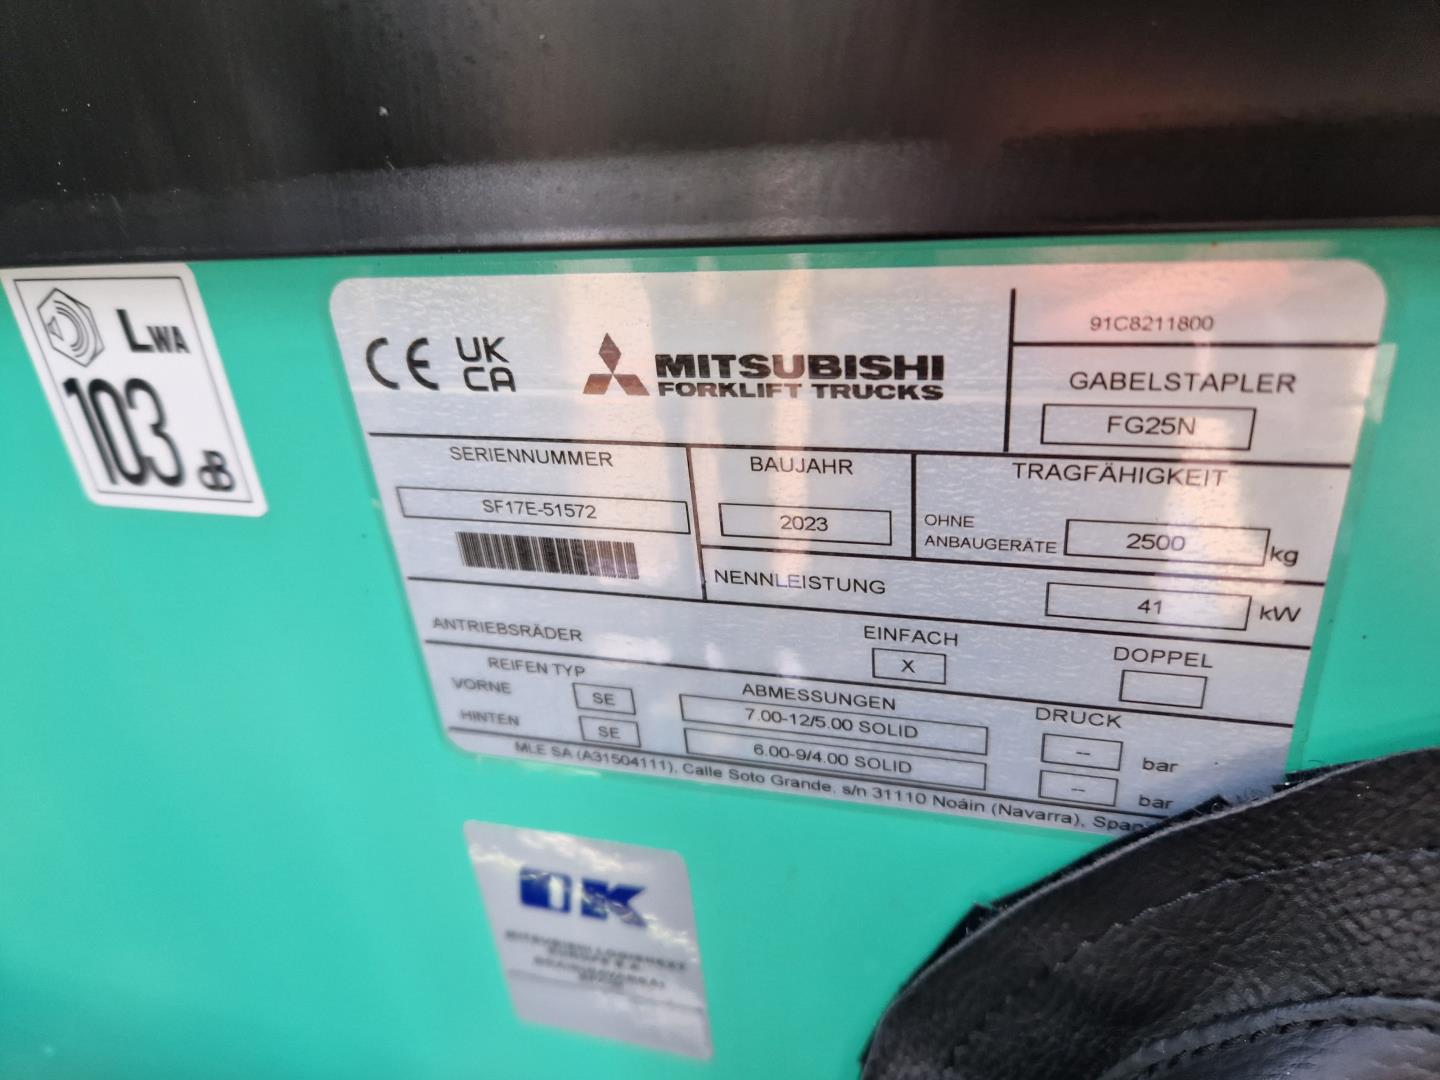 LWA
103 dB
CE UK CA
MITSUBISHI
FORKLIFT TRUCKS
91C8211800
GABELSTAPLER
FG25N
SERIENNUMMER
SF17E-51572
BAUJAHR
2023
TRAGFÄHIGKEIT
OHNE
ANBAUGERÄTE 2500 kg
NENNLEISTUNG 41 kW
ANTRIEBSRÄDER EINFACH X DOPPEL
REIFEN TYP ABMESSUNGEN DRUCK
VORNE SE 7.00-12/5.00 SOLID -- bar
HINTEN SE 6.00-9/4.00 SOLID -- bar
MLE SA (A31504111), Calle Soto Grande, s/n 31110 Noáin (Navarra),